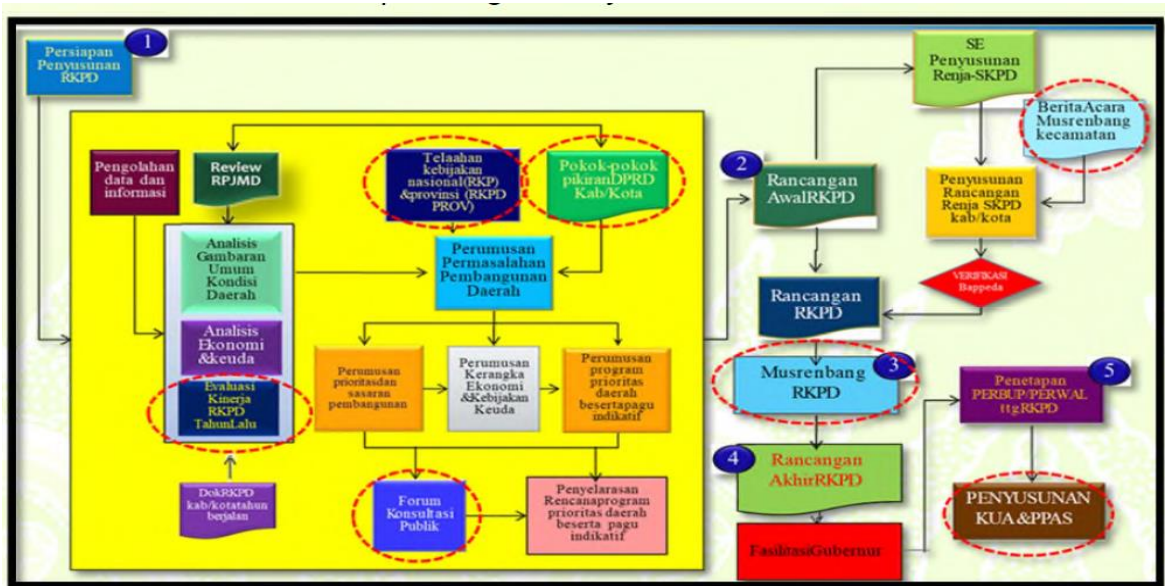 Persiapan
Penyusunan
RKPD
1
Pengolahan
data dan
informasi
Review
RPJMD
Telaahan
kebijakan
nasional(RKP)
&provinsi (RKPD
PROV)
Pokok-pokok
pikiranDPRD
Kab/Kota
Analisis
Gambaran
Umum
Kondisi
Daerah
Analisis
Ekonomi
&keuda
Evaluasi
Kinerja
RKPD
TahunLalu
DokRKPD
kab/kotatahun
berjalan
Perumusan
Permasalahan
Pembangunan
Daerah
Perumusan
prioritasdan
sasaran
pembangunan
Perumusan
Kerangka
Ekonomi
&Kebijakan
Keuda
Perumusan
program
prioritas
daerah
besertapagu
indikatif
Forum
Konsultasi
Publik
Penyelarasan
Rencanaprogram
prioritas daerah
beserta pagu
indikatif
2
Rancangan
AwalRKPD
SE
Penyusunan
Renja-SKPD
BeritaAcara
Musrenbang
kecamatan
Penyusunan
Rancangan
Renja SKPD
kab/kota
VERIFIKASI
Bappeda
Rancangan
RKPD
Musrenbang
RKPD
3
4
Rancangan
AkhirRKPD
FasilitasiGubernur
5
Penetapan
PERBUP/PERWAL
ttgRKPD
PENYUSUNAN
KUA &PPAS